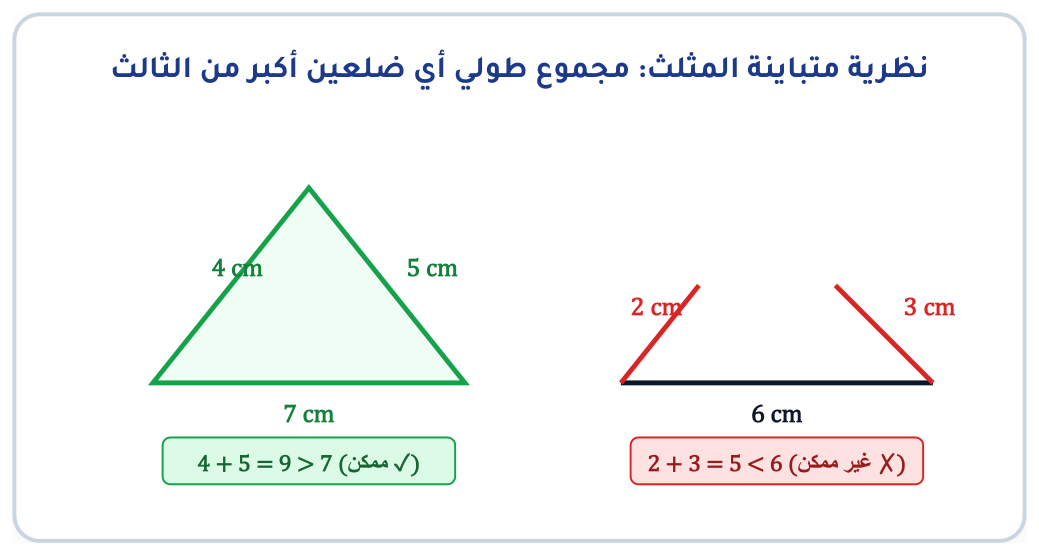 نظرية متباينة المثلث: مجموع طولي أي ضلعين أكبر من الثالث
4 cm
5 cm
7 cm
4 + 5 = 9 > 7 (ممكن ✓)
2 cm
3 cm
6 cm
2 + 3 = 5 < 6 (غير ممكن ✗)